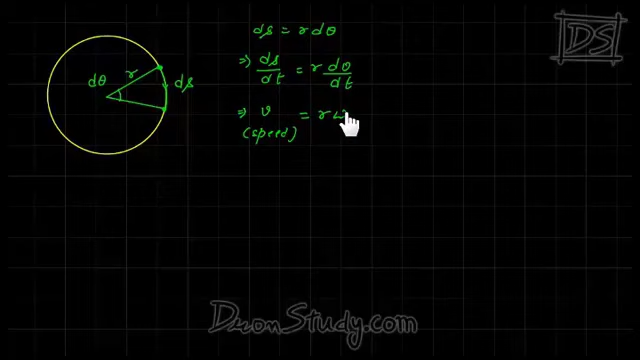 ds = r dθ
⇒ ds/dt = r dθ/dt
⇒ v = r ω
(speed)
dθ
r
ds
DS
DronStudy.com